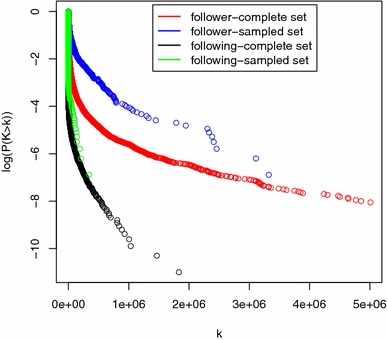 follower-complete set
follower-sampled set
following-complete set
following-sampled set
log(P(K>k))
0
-2
-4
-6
-8
-10
0e+00 1e+06 2e+06 3e+06 4e+06 5e+06
k